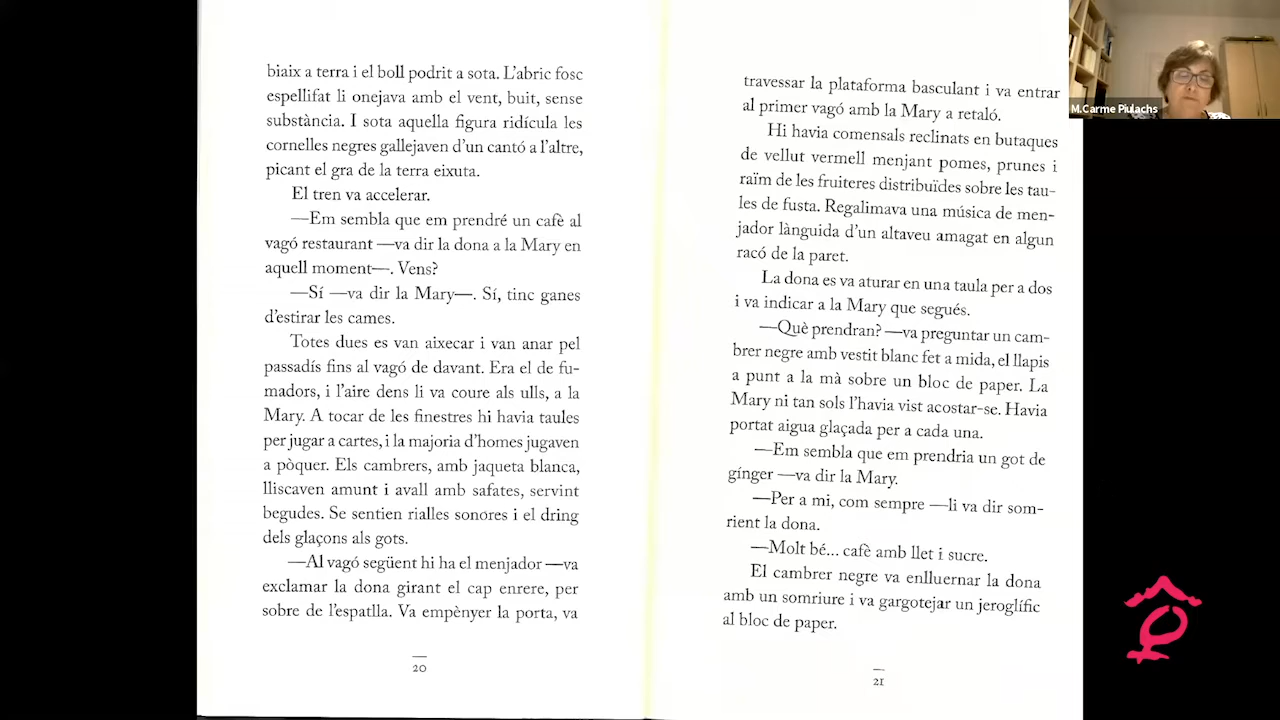 biaix a terra i el boll podrit a sota. L’abric fosc
espellifat li onejava amb el vent, buit, sense
substància. I sota aquella figura ridícula les
cornelles negres gallejaven d’un cantó a l’altre,
picant el gra de la terra eixuta.
El tren va accelerar.
—Em sembla que em prendré un cafè al
vagó restaurant —va dir la dona a la Mary en
aquell moment—. Vens?
—Sí —va dir la Mary—. Sí, tinc ganes
d’estirar les cames.
Totes dues es van aixecar i van anar pel
passadís fins al vagó de davant. Era el de fu-
madors, i l’aire dens li va coure als ulls, a la
Mary. A tocar de les finestres hi havia taules
per jugar a cartes, i la majoria d’homes jugaven
a pòquer. Els cambrers, amb jaqueta blanca,
lliscaven amunt i avall amb safates, servint
begudes. Se sentien rialles sonores i el dring
dels glaçons als gots.
—Al vagó següent hi ha el menjador —va
exclamar la dona girant el cap enrere, per
sobre de l’espatlla. Va empènyer la porta, va
20
travessar la plataforma basculant i va entrar
al primer vagó amb la Mary a retaló.
Hi havia comensals reclinats en butaques
de vellut vermell menjant pomes, prunes i
raïm de les fruiteres distribuïdes sobre les tau-
les de fusta. Regalimava una música de men-
jador lànguida d’un altaveu amagat en algun
racó de la paret.
La dona es va aturar en una taula per a dos
i va indicar a la Mary que segués.
—Què prendran? —va preguntar un cam-
brer negre amb vestit blanc fet a mida, el llapis
a punt a la mà sobre un bloc de paper. La
Mary ni tan sols l’havia vist acostar-se. Havia
portat aigua glaçada per a cada una.
—Em sembla que em prendria un got de
gínger —va dir la Mary.
—Per a mi, com sempre —li va dir som-
rient la dona.
—Molt bé... cafè amb llet i sucre.
El cambrer negre va enlluernar la dona
amb un somriure i va gargotejar un jeroglífic
al bloc de paper.
21
M.Carme Piulachs